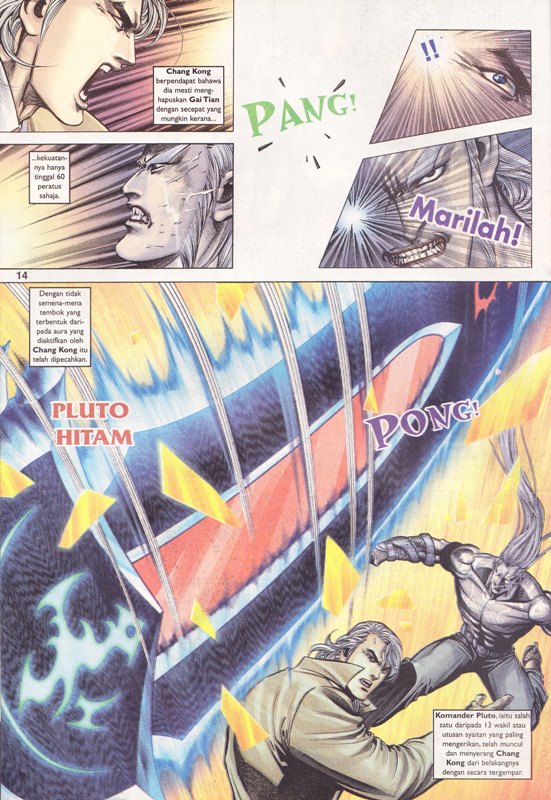 Chang Kong
berpendapat bahawa
dia mesti meng-
hapuskan Gai Tian
dengan secepat yang
mungkin kerana...
PANG!
!!
...kekuatan-
nya hanya
tinggal 60
peratus
sahaja.
Marilah!
14
Dengan tidak
semena-mena
tembok yang
terbentuk dari-
pada aura yang
diaktifkan oleh
Chang Kong itu
telah dipecahkan.
PLUTO
HITAM
PONG!
Komander Pluto, iaitu salah
satu daripada 13 wakil atau
utusan syaitan yang paling
mengerikan, telah muncul
dan menyerang Chang
Kong dari belakangnya
dengan secara tergempar.